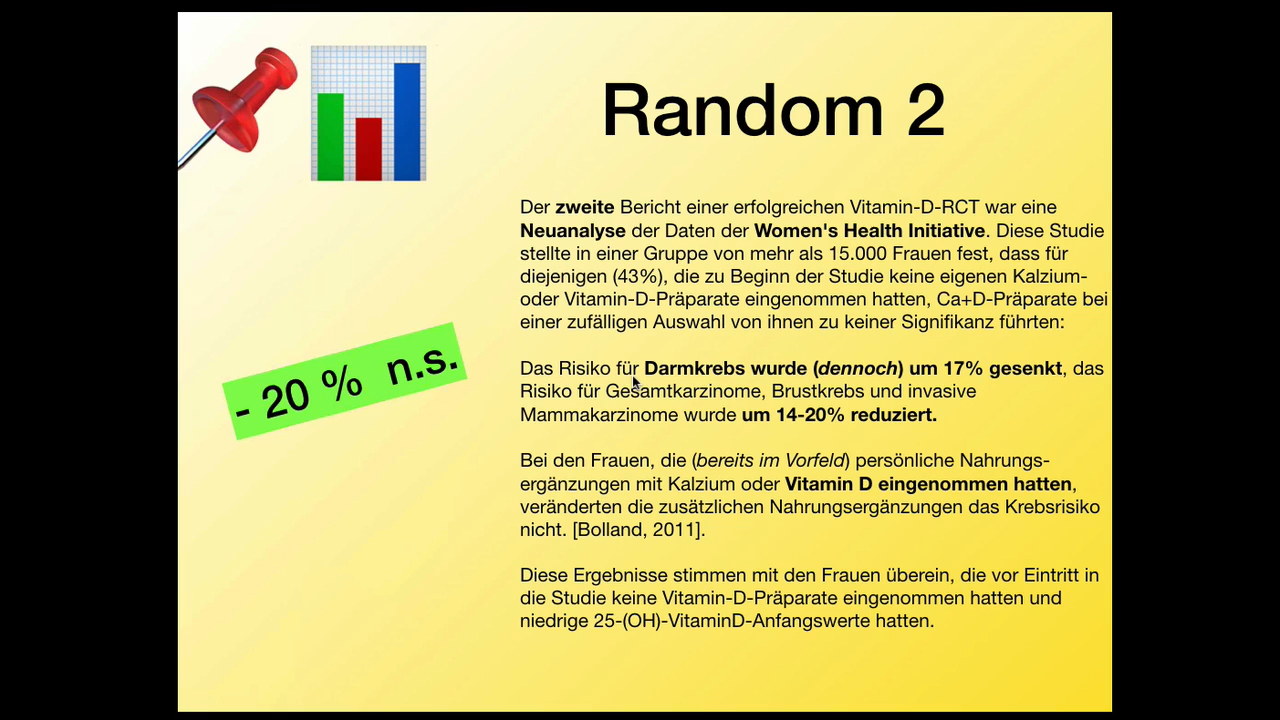 Random 2
Der zweite Bericht einer erfolgreichen Vitamin-D-RCT war eine
Neuanalyse der Daten der Women's Health Initiative. Diese Studie
stellte in einer Gruppe von mehr als 15.000 Frauen fest, dass für
diejenigen (43%), die zu Beginn der Studie keine eigenen Kalzium-
oder Vitamin-D-Präparate eingenommen hatten, Ca+D-Präparate bei
einer zufälligen Auswahl von ihnen zu keiner Signifikanz führten:
Das Risiko für Darmkrebs wurde (dennoch) um 17% gesenkt, das
Risiko für Gesamtkarzinome, Brustkrebs und invasive
Mammakarzinome wurde um 14-20% reduziert.
- 20 % n.s.
Bei den Frauen, die (bereits im Vorfeld) persönliche Nahrungs-
ergänzungen mit Kalzium oder Vitamin D eingenommen hatten,
veränderten die zusätzlichen Nahrungsergänzungen das Krebsrisiko
nicht. [Bolland, 2011].
Diese Ergebnisse stimmen mit den Frauen überein, die vor Eintritt in
die Studie keine Vitamin-D-Präparate eingenommen hatten und
niedrige 25-(OH)-VitaminD-Anfangswerte hatten.